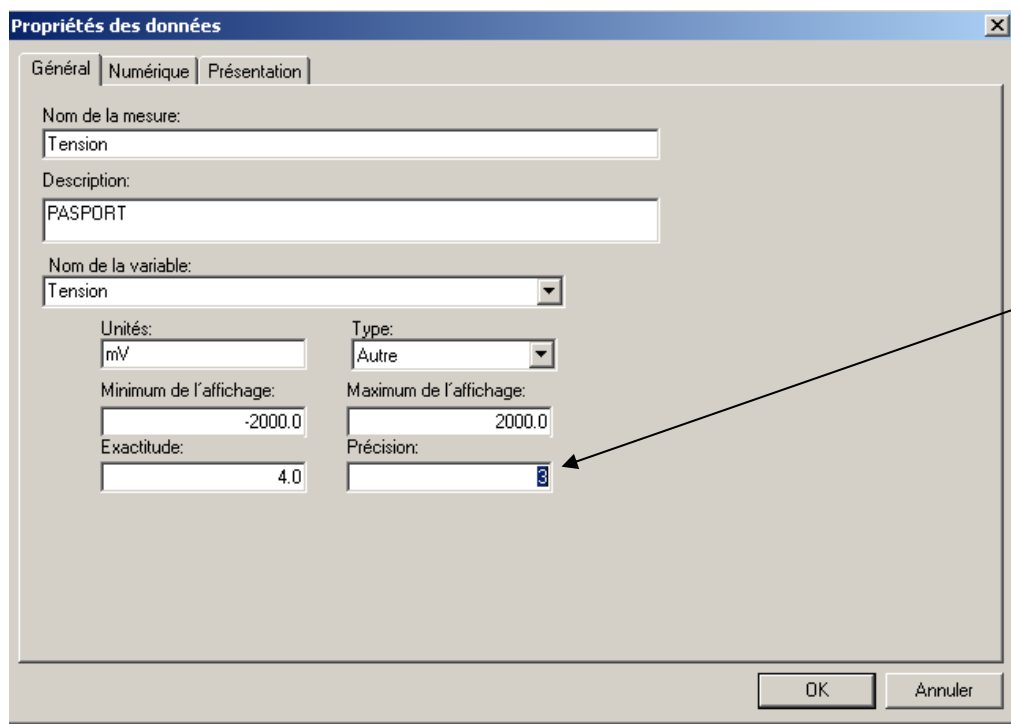 Propriétés des données
Général Numérique Présentation
Nom de la mesure:
Tension
Description:
PASPORT
Nom de la variable:
Tension
Unités: Type:
mV Autre
Minimum de l'affichage: Maximum de l'affichage:
-2000.0 2000.0
Exactitude: Précision:
4.0 3
OK Annuler